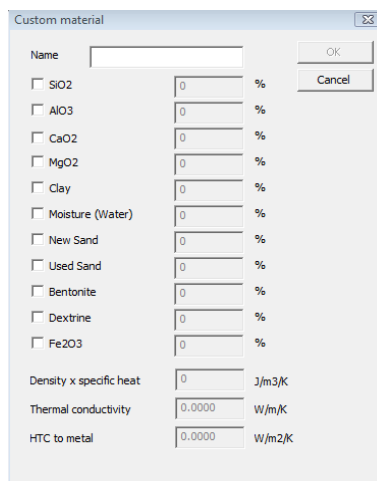 Custom material
Name OK
SiO2 0 % Cancel
AlO3 0 %
CaO2 0 %
MgO2 0 %
Clay 0 %
Moisture (Water) 0 %
New Sand 0 %
Used Sand 0 %
Bentonite 0 %
Dextrine 0 %
Fe2O3 0 %
Density x specific heat 0 J/m3/K
Thermal conductivity 0.0000 W/m/K
HTC to metal 0.0000 W/m2/K